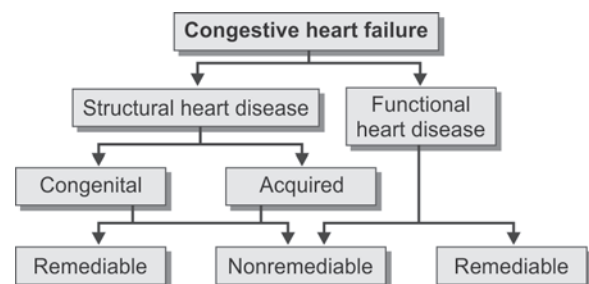 Congestive heart failure
Structural heart disease
Functional
heart disease
Congenital
Acquired
Remediable
Nonremediable
Remediable